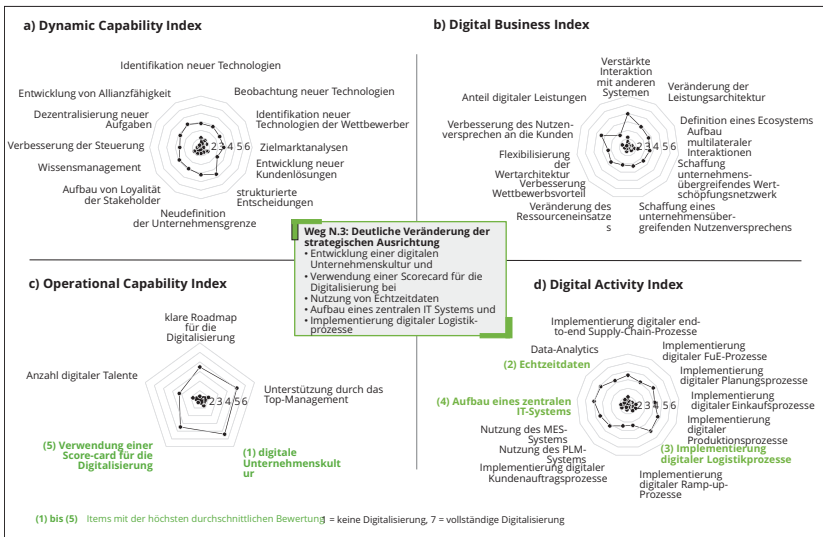 a) Dynamic Capability Index
Identifikation neuer Technologien
Beobachtung neuer Technologien
Identifikation neuer
Technologien der Wettbewerber
Zielmarktanalysen
Entwicklung neuer
Kundenlösungen
strukturierte
Entscheidungen
Neudefinition
der Unternehmensgrenze
Aufbau von Loyalität
der Stakeholder
Wissensmanagement
Verbesserung der Steuerung
Dezentralisierung neuer
Aufgaben
Entwicklung von Allianzfähigkeit
2 3 4 5 6
b) Digital Business Index
Verstärkte
Interaktion
mit anderen
Systemen
Veränderung der
Leistungsarchitektur
Definition eines Ecosystems
Aufbau
multilateraler
Interaktionen
Schaffung
unternehmens-
übergreifendes Wert-
schöpfungsnetzwerk
Schaffung eines
unternehmensüber-
greifenden Nutzenversprechens
Veränderung des
Ressourceneinsatze
s
Verbesserung
Wettbewerbsvorteil
Flexibilisierung
der
Wertarchitektur
Verbesserung des Nutzen-
versprechen an die Kunden
Anteil digitaler Leistungen
2 3 4 5 6
Weg N.3: Deutliche Veränderung der
strategischen Ausrichtung
• Entwicklung einer digitalen
Unternehmenskultur und
• Verwendung einer Scorecard für die
Digitalisierung bei
• Nutzung von Echtzeitdaten
• Aufbau eines zentralen IT Systems und
• Implementierung digitaler Logistik-
prozesse
c) Operational Capability Index
klare Roadmap
für die
Digitalisierung
Unterstützung durch das
Top-Management
(1) digitale
Unternehmenskult
ur
(5) Verwendung einer
Score-card für die
Digitalisierung
Anzahl digitaler Talente
2 3 4 5 6
d) Digital Activity Index
Implementierung digitaler end-
to-end Supply-Chain-Prozesse
Implementierung
digitaler FuE-Prozesse
Implementierung
digitaler Planungsprozesse
Implementierung
digitaler Einkaufsprozesse
Implementierung
digitaler
Produktionsprozesse
(3) Implementierung
digitaler Logistikprozesse
Implementierung
digitaler Ramp-up-
Prozesse
Implementierung digitaler
Kundenauftragsprozesse
Nutzung des PLM-
Systems
Nutzung des MES-
Systems
(4) Aufbau eines zentralen
IT-Systems
(2) Echtzeitdaten
Data-Analytics
2 3 4 5 6
(1) bis (5) Items mit der höchsten durchschnittlichen Bewertung
1 = keine Digitalisierung, 7 = vollständige Digitalisierung